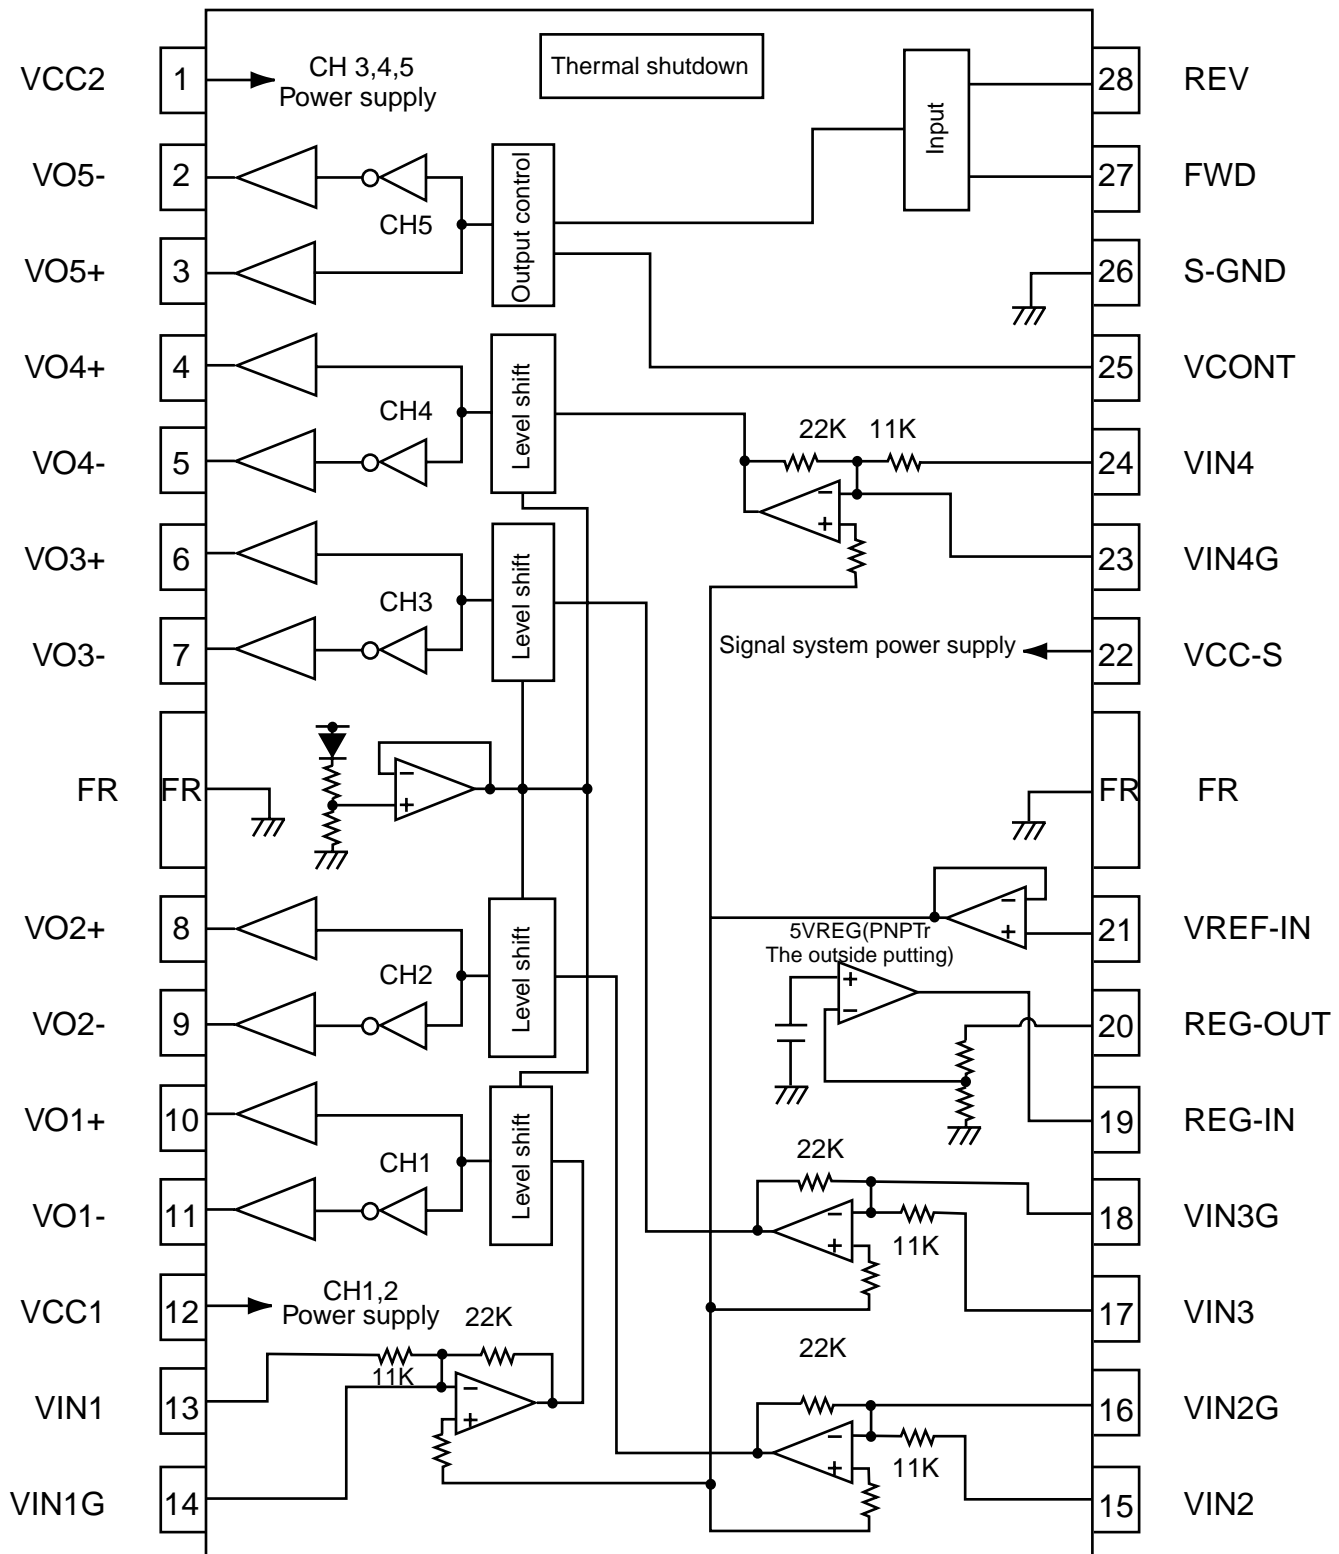 Thermal shutdown
VCC2 1 CH 3,4,5
Power supply
28 REV
Input
VO5- 2
CH5
Output control
27 FWD
VO5+ 3
26 S-GND
VO4+ 4
CH4
Level shift
25 VCONT
VO4- 5
22K 11K
24 VIN4
−
+
VO3+ 6
CH3
Level shift
23 VIN4G
VO3- 7
Signal system power supply
22 VCC-S
FR FR
−
+
FR FR
VO2+ 8
CH2
Level shift
−
+
21 VREF-IN
5VREG(PNPTr
The outside putting)
+
−
VO2- 9
20 REG-OUT
VO1+ 10
CH1
Level shift
19 REG-IN
VO1- 11
22K
−
+
11K
18 VIN3G
VCC1 12 CH1,2
Power supply
22K
17 VIN3
VIN1 13
11K
−
+
22K
−
+
11K
16 VIN2G
VIN1G 14
15 VIN2